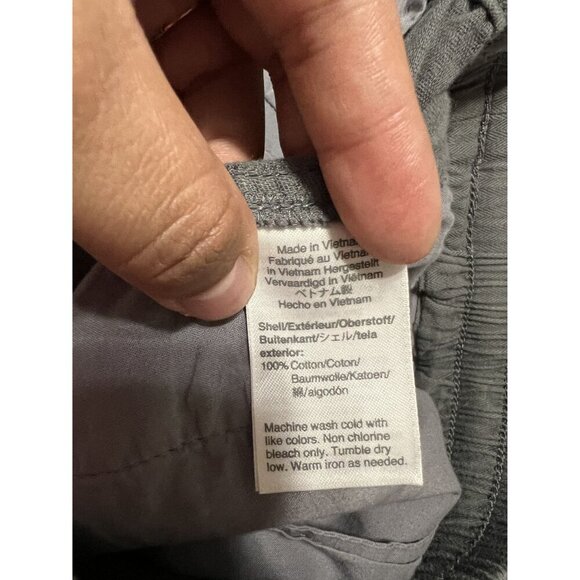 Made in Vietnam
Fabriqué au Vietnam
in Vietnam Hergestellt
Vervaardigd in Vietnam
ベトナム製
Hecho en Vietnam
Shell/Extérieur/Oberstoff/
Buitenkant/シェル/tela
exterior:
100% Cotton/Coton/
Baumwolle/Katoen/
綿/algodón
Machine wash cold with
like colors. Non chlorine
bleach only. Tumble dry
low. Warm iron as needed.